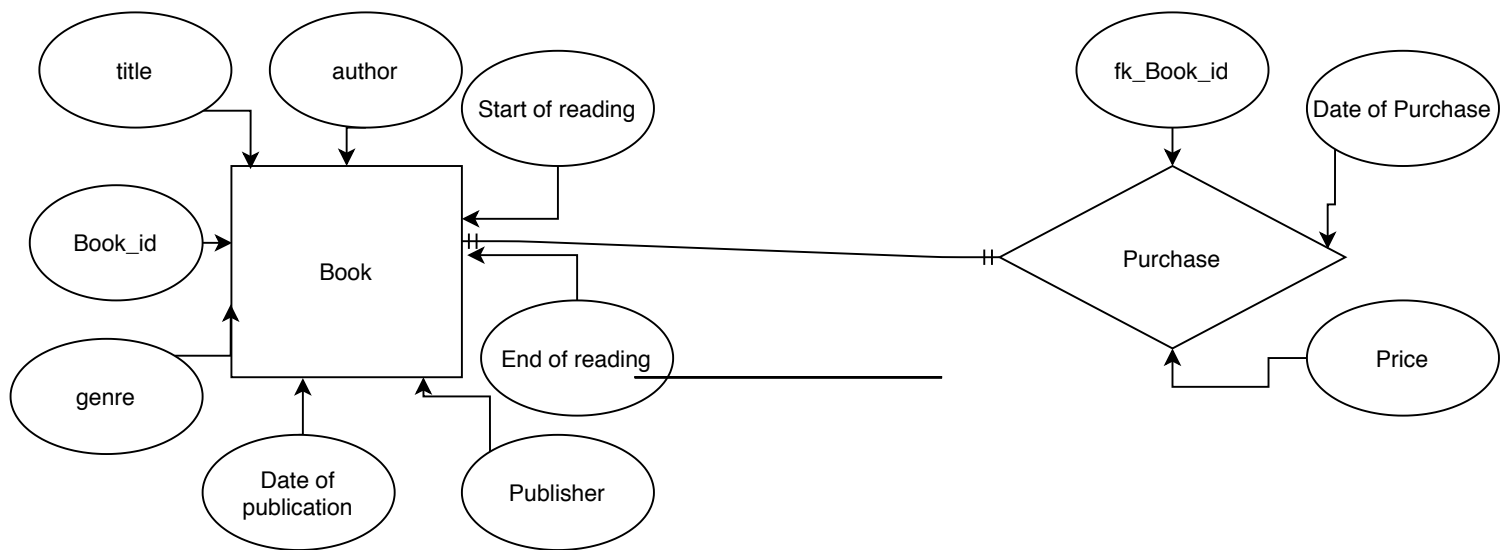 title
author
Start of reading
fk_Book_id
Date of Purchase
Book_id
Book
Purchase
End of reading
Price
genre
Date of
publication
Publisher